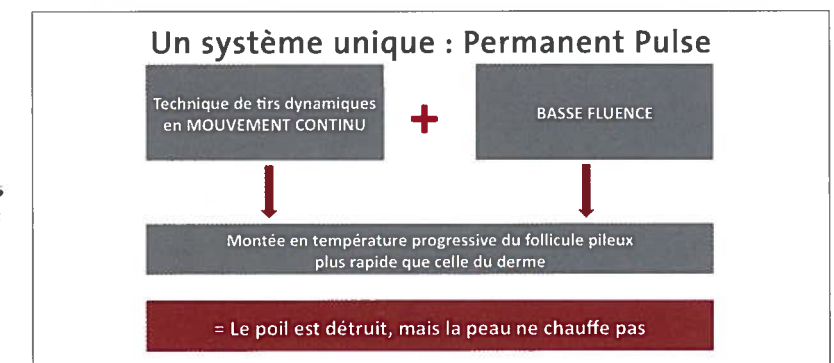 Un système unique : Permanent Pulse
Technique de tirs dynamiques
en MOUVEMENT CONTINU
+
BASSE FLUENCE
Montée en température progressive du follicule pileux
plus rapide que celle du derme
= Le poil est détruit, mais la peau ne chauffe pas